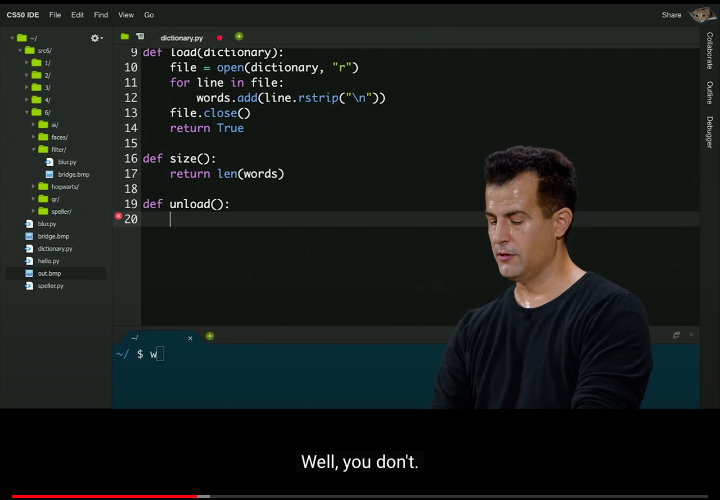 CS50 IDE File Edit Find View Go Share
~/
src6/
1/
2/
3/
4/
6/
ai/
faces/
filter/
blur.py
bridge.bmp
hogwarts/
qr/
speller/
blur.py
bridge.bmp
dictionary.py
hello.py
out.bmp
speller.py
dictionary.py
9 def load(dictionary):
10 file = open(dictionary, "r")
11 for line in file:
12 words.add(line.rstrip("\n"))
13 file.close()
14 return True
15
16 def size():
17 return len(words)
18
19 def unload():
20
~/
~/ $ w
Collaborate
Outline
Debugger
Well, you don't.